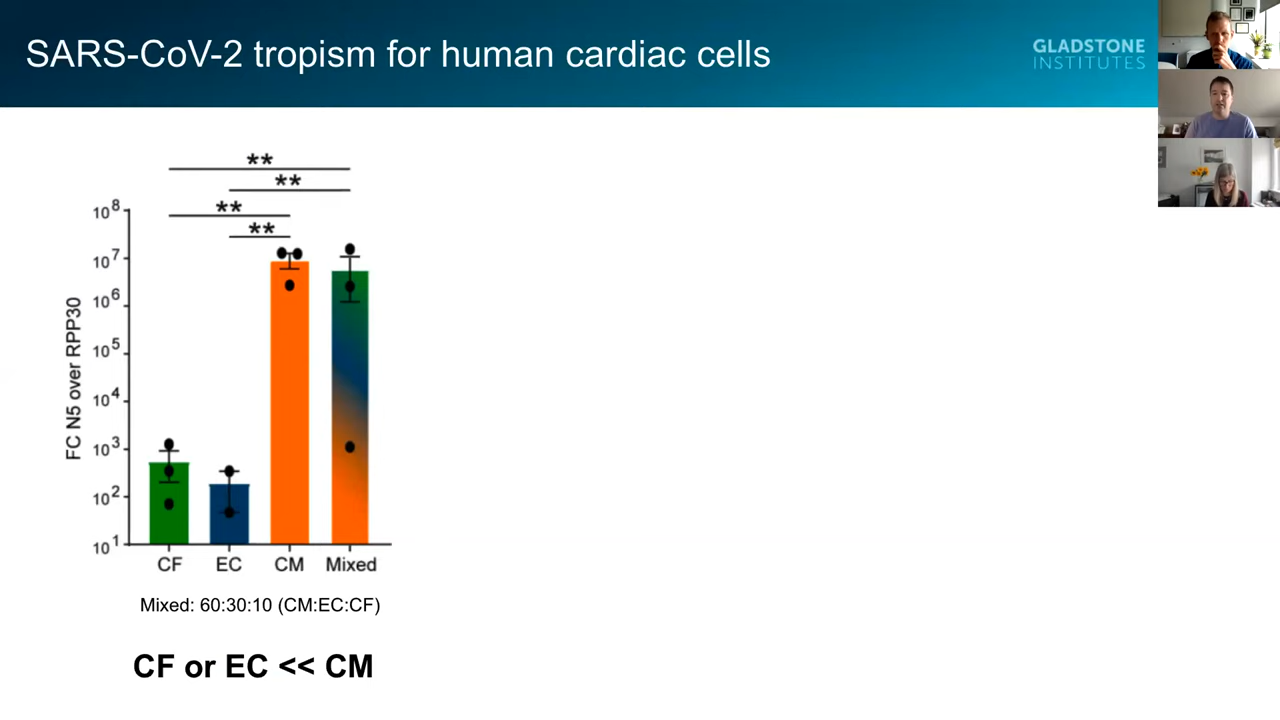 SARS-CoV-2 tropism for human cardiac cells
GLADSTONE
INSTITUTES
**
**
**
**
10^8
10^7
10^6
10^5
10^4
10^3
10^2
10^1
FC N5 over RPP30
CF EC CM Mixed
Mixed: 60:30:10 (CM:EC:CF)
CF or EC << CM